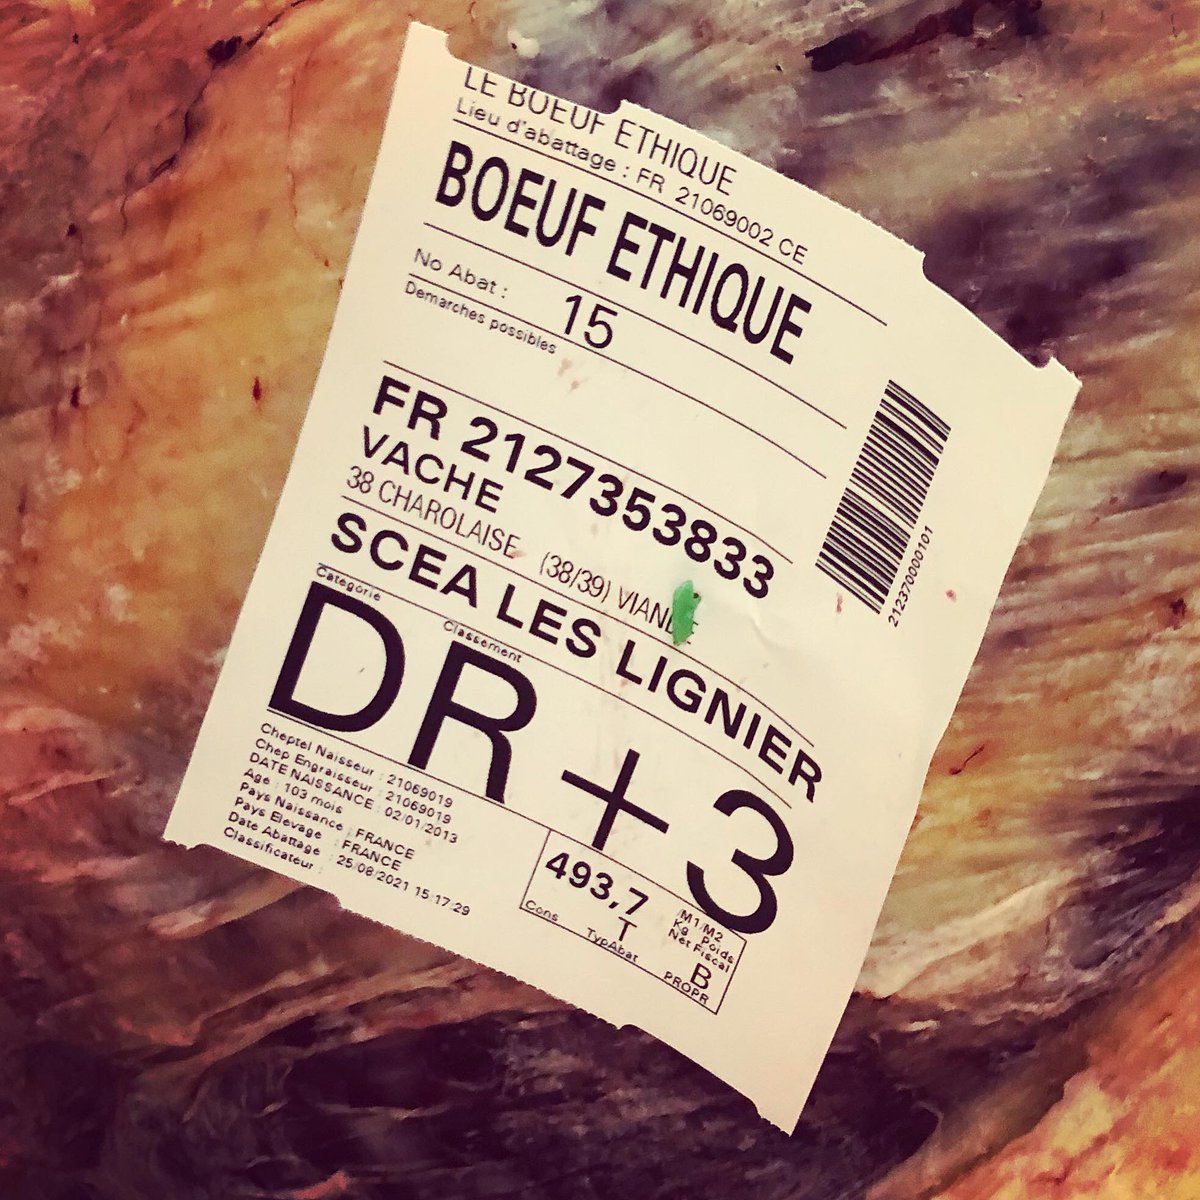 LE BOEUF ETHIQUE
Lieu d'abattage : FR 21069002 CE
BOEUF ETHIQUE
No Abat : 15
Demarches possibles
FR 2127353833
VACHE
38 CHAROLAISE (38/39) VIANDE
SCEA LES LIGNIER
Catégorie Classement
D R + 3
Cheptel Naisseur : 21069019
Chep Engraisseur : 21069019
DATE NAISSANCE : 02/01/2013
Age : 103 mois
Pays Naissance : FRANCE
Pays Elevage : FRANCE
Date Abattage : 25/08/2021 15:17:29
Classificateur :
493,7 M1/M2
Kg Poids
Net Fiscal
T B
Cons TypAbat PROPR
212370000101